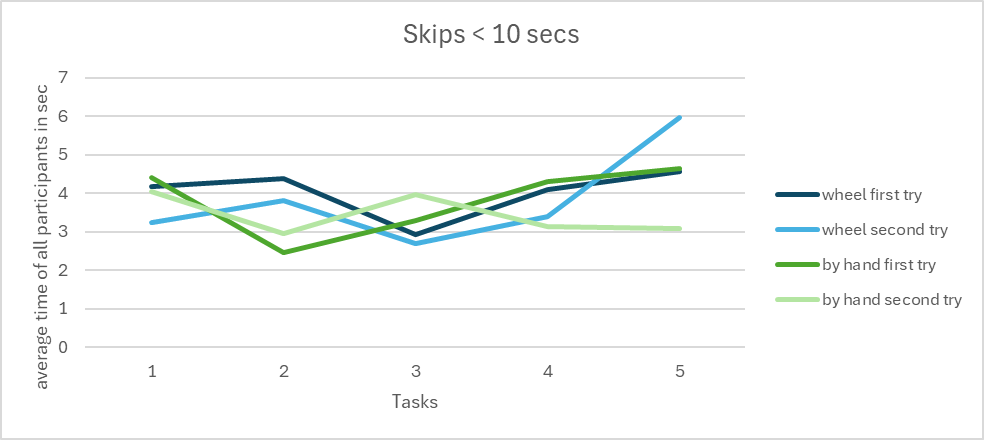 Skips < 10 secs
average time of all participants in sec
7
6
5
4
3
2
1
0
1 2 3 4 5
Tasks
wheel first try
wheel second try
by hand first try
by hand second try